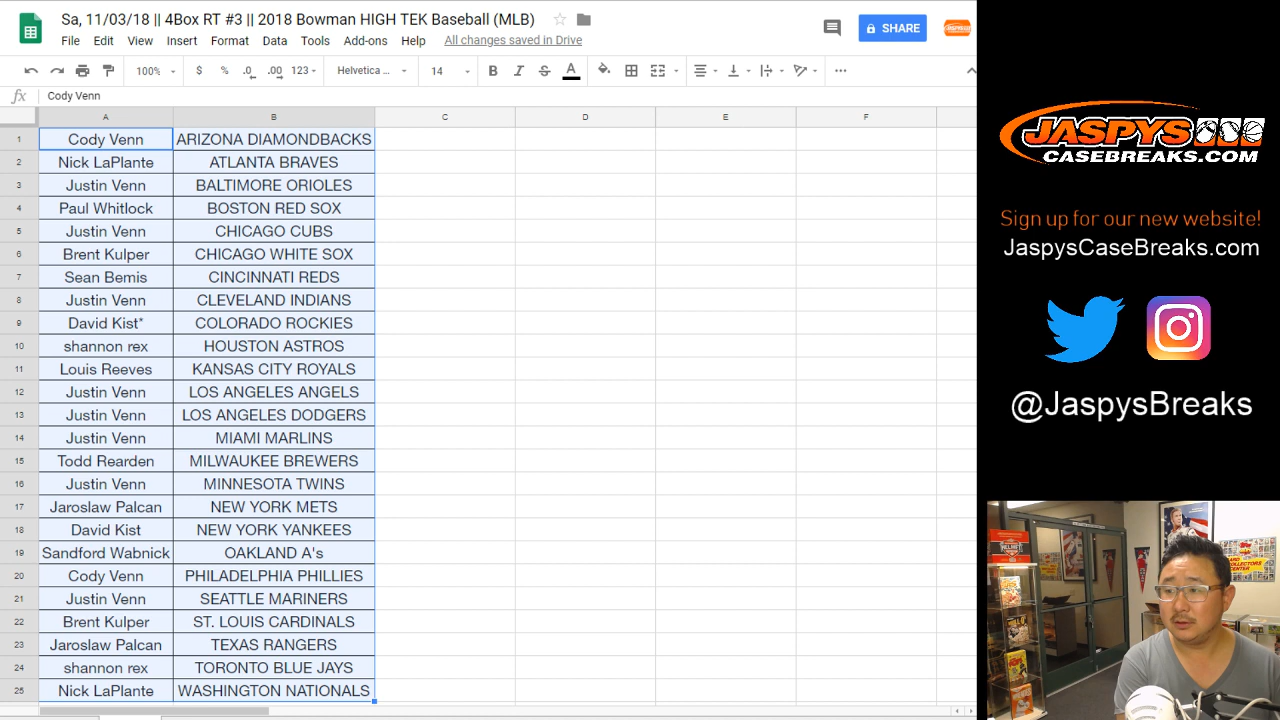 Sa, 11/03/18 || 4Box RT #3 || 2018 Bowman HIGH TEK Baseball (MLB)
File Edit View Insert Format Data Tools Add-ons Help All changes saved in Drive
SHARE
100% $ % .0 .00 123 Helvetica ... 14 B I S A
fx Cody Venn
A B C D E F
1 Cody Venn ARIZONA DIAMONDBACKS
2 Nick LaPlante ATLANTA BRAVES
3 Justin Venn BALTIMORE ORIOLES
4 Paul Whitlock BOSTON RED SOX
5 Justin Venn CHICAGO CUBS
6 Brent Kulper CHICAGO WHITE SOX
7 Sean Bemis CINCINNATI REDS
8 Justin Venn CLEVELAND INDIANS
9 David Kist* COLORADO ROCKIES
10 shannon rex HOUSTON ASTROS
11 Louis Reeves KANSAS CITY ROYALS
12 Justin Venn LOS ANGELES ANGELS
13 Justin Venn LOS ANGELES DODGERS
14 Justin Venn MIAMI MARLINS
15 Todd Rearden MILWAUKEE BREWERS
16 Justin Venn MINNESOTA TWINS
17 Jaroslaw Palcan NEW YORK METS
18 David Kist NEW YORK YANKEES
19 Sandford Wabnick OAKLAND A's
20 Cody Venn PHILADELPHIA PHILLIES
21 Justin Venn SEATTLE MARINERS
22 Brent Kulper ST. LOUIS CARDINALS
23 Jaroslaw Palcan TEXAS RANGERS
24 shannon rex TORONTO BLUE JAYS
25 Nick LaPlante WASHINGTON NATIONALS
JASPYS
CASEBREAKS.COM
Sign up for our new website!
JaspysCaseBreaks.com
@JaspysBreaks